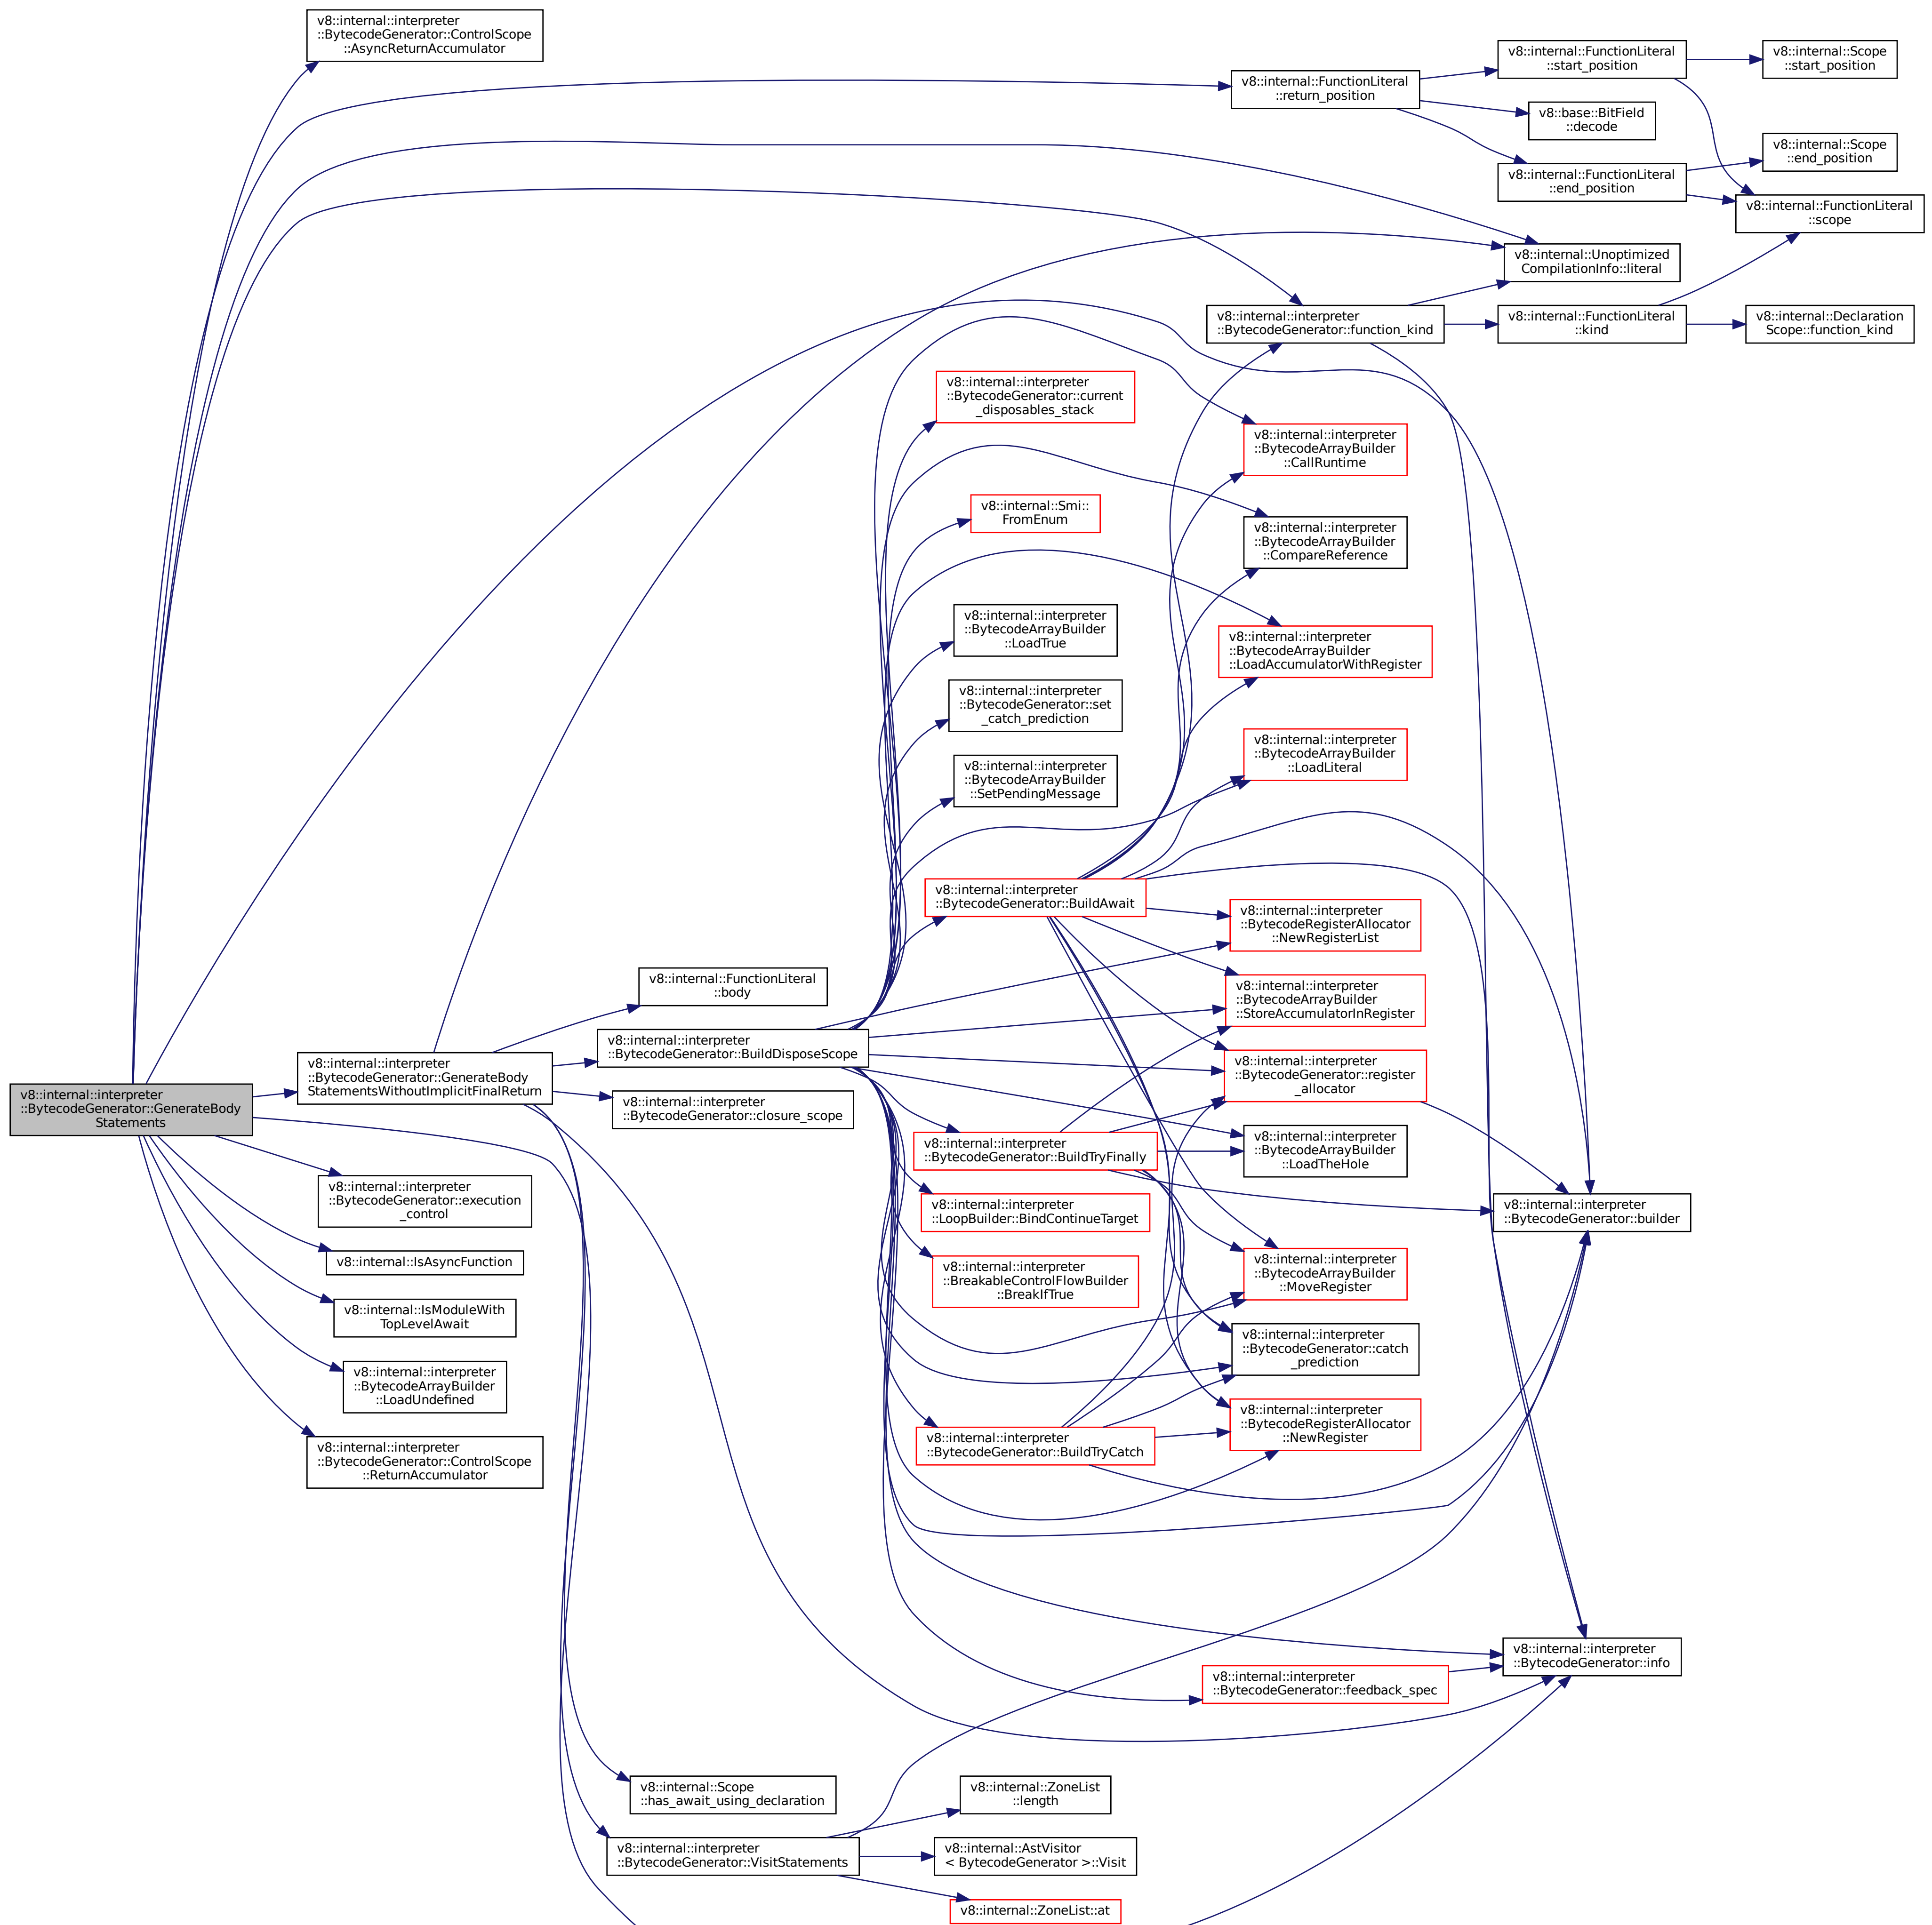 v8::internal::interpreter
::BytecodeGenerator::ControlScope
::AsyncReturnAccumulator
v8::internal::FunctionLiteral
::start_position
v8::internal::Scope
::start_position
v8::internal::FunctionLiteral
::return_position
v8::base::BitField
::decode
v8::internal::Scope
::end_position
v8::internal::FunctionLiteral
::end_position
v8::internal::FunctionLiteral
::scope
v8::internal::Unoptimized
CompilationInfo::literal
v8::internal::interpreter
::BytecodeGenerator::function_kind
v8::internal::FunctionLiteral
::kind
v8::internal::Declaration
Scope::function_kind
v8::internal::interpreter
::BytecodeGenerator::current
_disposables_stack
v8::internal::interpreter
::BytecodeArrayBuilder
::CallRuntime
v8::internal::Smi::
FromEnum
v8::internal::interpreter
::BytecodeArrayBuilder
::CompareReference
v8::internal::interpreter
::BytecodeArrayBuilder
::LoadTrue
v8::internal::interpreter
::BytecodeArrayBuilder
::LoadAccumulatorWithRegister
v8::internal::interpreter
::BytecodeGenerator::set
_catch_prediction
v8::internal::interpreter
::BytecodeArrayBuilder
::LoadLiteral
v8::internal::interpreter
::BytecodeArrayBuilder
::SetPendingMessage
v8::internal::interpreter
::BytecodeGenerator::BuildAwait
v8::internal::interpreter
::BytecodeRegisterAllocator
::NewRegisterList
v8::internal::FunctionLiteral
::body
v8::internal::interpreter
::BytecodeArrayBuilder
::StoreAccumulatorInRegister
v8::internal::interpreter
::BytecodeGenerator::BuildDisposeScope
v8::internal::interpreter
::BytecodeGenerator::GenerateBody
StatementsWithoutImplicitFinalReturn
v8::internal::interpreter
::BytecodeGenerator::register
_allocator
v8::internal::interpreter
::BytecodeGenerator::GenerateBody
Statements
v8::internal::interpreter
::BytecodeGenerator::closure_scope
v8::internal::interpreter
::BytecodeGenerator::BuildTryFinally
v8::internal::interpreter
::BytecodeArrayBuilder
::LoadTheHole
v8::internal::interpreter
::BytecodeGenerator::execution
_control
v8::internal::interpreter
::LoopBuilder::BindContinueTarget
v8::internal::interpreter
::BytecodeGenerator::builder
v8::internal::IsAsyncFunction
v8::internal::interpreter
::BreakableControlFlowBuilder
::BreakIfTrue
v8::internal::interpreter
::BytecodeArrayBuilder
::MoveRegister
v8::internal::IsModuleWith
TopLevelAwait
v8::internal::interpreter
::BytecodeGenerator::catch
_prediction
v8::internal::interpreter
::BytecodeArrayBuilder
::LoadUndefined
v8::internal::interpreter
::BytecodeRegisterAllocator
::NewRegister
v8::internal::interpreter
::BytecodeGenerator::BuildTryCatch
v8::internal::interpreter
::BytecodeGenerator::ControlScope
::ReturnAccumulator
v8::internal::interpreter
::BytecodeGenerator::info
v8::internal::interpreter
::BytecodeGenerator::feedback_spec
v8::internal::Scope
::has_await_using_declaration
v8::internal::ZoneList
::length
v8::internal::interpreter
::BytecodeGenerator::VisitStatements
v8::internal::AstVisitor
< BytecodeGenerator >::Visit
v8::internal::ZoneList::at